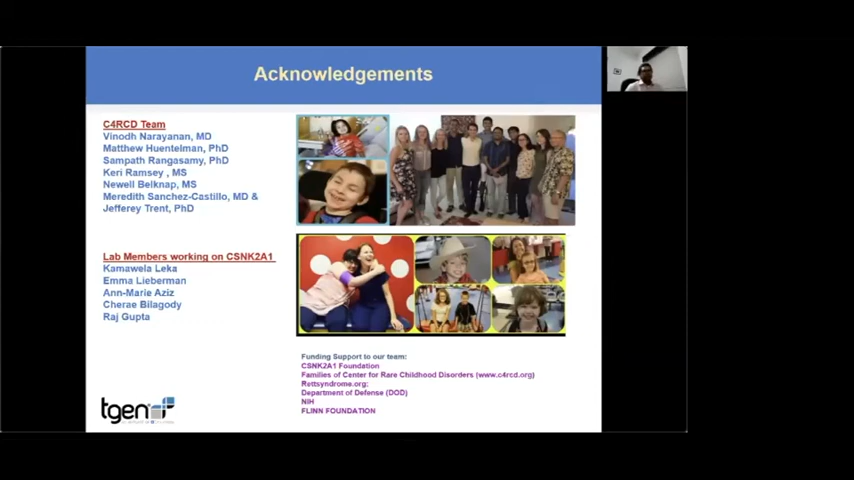 Acknowledgements
C4RCD Team
Vinodh Narayanan, MD
Matthew Huentelman, PhD
Sampath Rangasamy, PhD
Keri Ramsey , MS
Newell Belknap, MS
Meredith Sanchez-Castillo, MD &
Jefferey Trent, PhD
Lab Members working on CSNK2A1
Kamawela Leka
Emma Lieberman
Ann-Marie Aziz
Cherae Bilagody
Raj Gupta
Funding Support to our team:
CSNK2A1 Foundation
Families of Center for Rare Childhood Disorders (www.c4rcd.org)
Rettsyndrome.org;
Department of Defense (DOD)
NIH
FLINN FOUNDATION
tgen